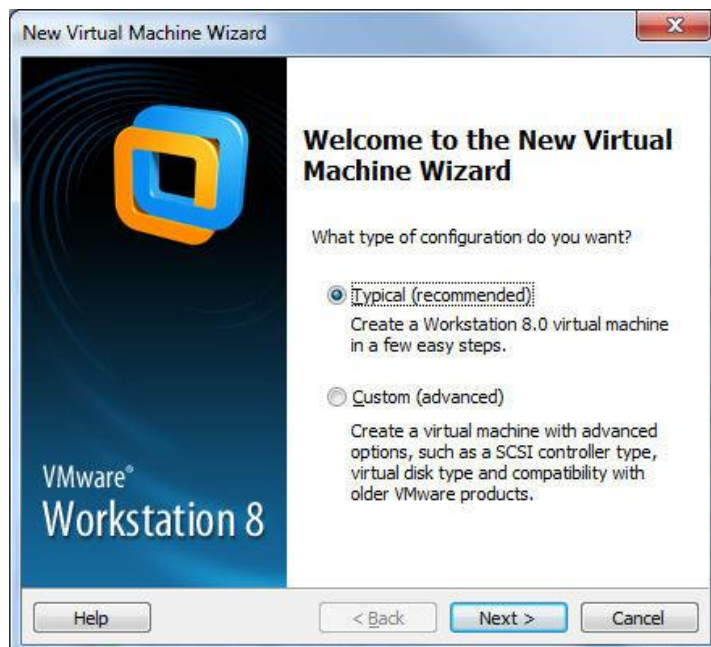 New Virtual Machine Wizard
Welcome to the New Virtual
Machine Wizard
What type of configuration do you want?
Typical (recommended)
Create a Workstation 8.0 virtual machine
in a few easy steps.
Custom (advanced)
Create a virtual machine with advanced
options, such as a SCSI controller type,
virtual disk type and compatibility with
older VMware products.
VMware®
Workstation 8
Help
< Back
Next >
Cancel